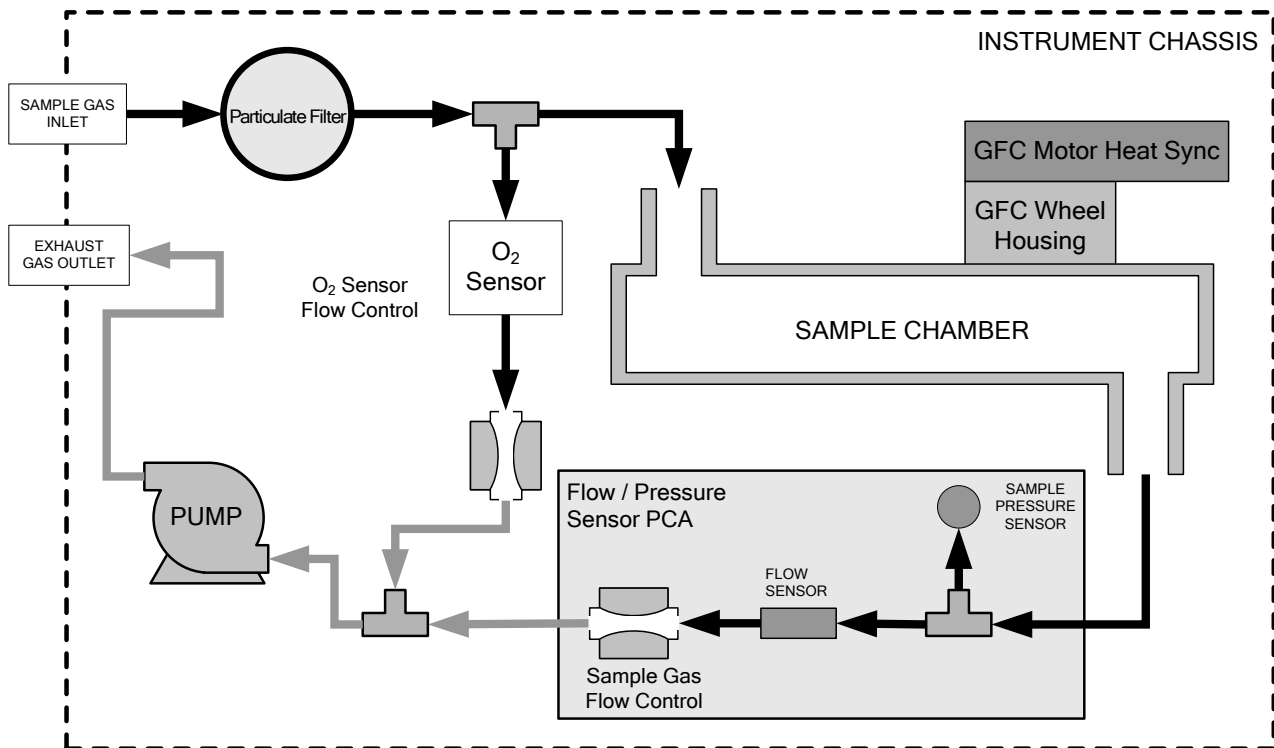 INSTRUMENT CHASSIS
SAMPLE GAS
INLET
Particulate Filter
GFC Motor Heat Sync
GFC Wheel
Housing
EXHAUST
GAS OUTLET
O₂
Sensor
O₂ Sensor
Flow Control
SAMPLE CHAMBER
PUMP
Flow / Pressure
Sensor PCA
SAMPLE
PRESSURE
SENSOR
FLOW
SENSOR
Sample Gas
Flow Control